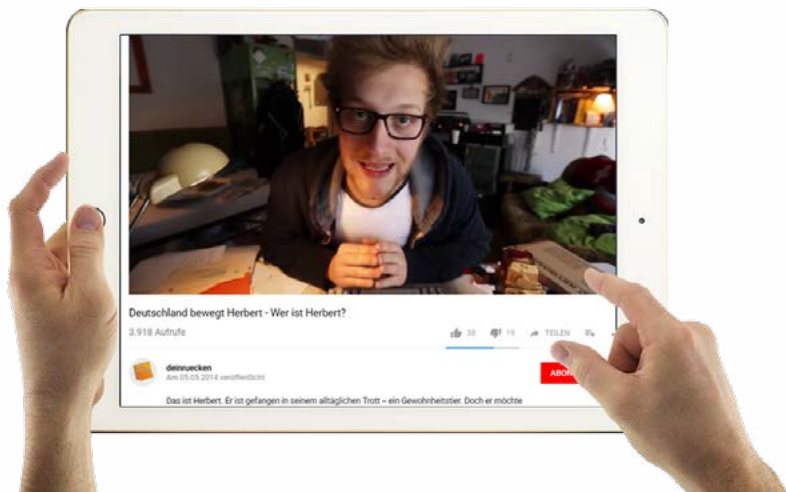 Deutschland bewegt Herbert - Wer ist Herbert?
3.918 Aufrufe
38 19 TEILEN
deinruecken
Am 05.05.2014 veröffentlicht
Das ist Herbert. Er ist gefangen in seinem alltäglichen Trott – ein Gewohnheitstier. Doch er möchte